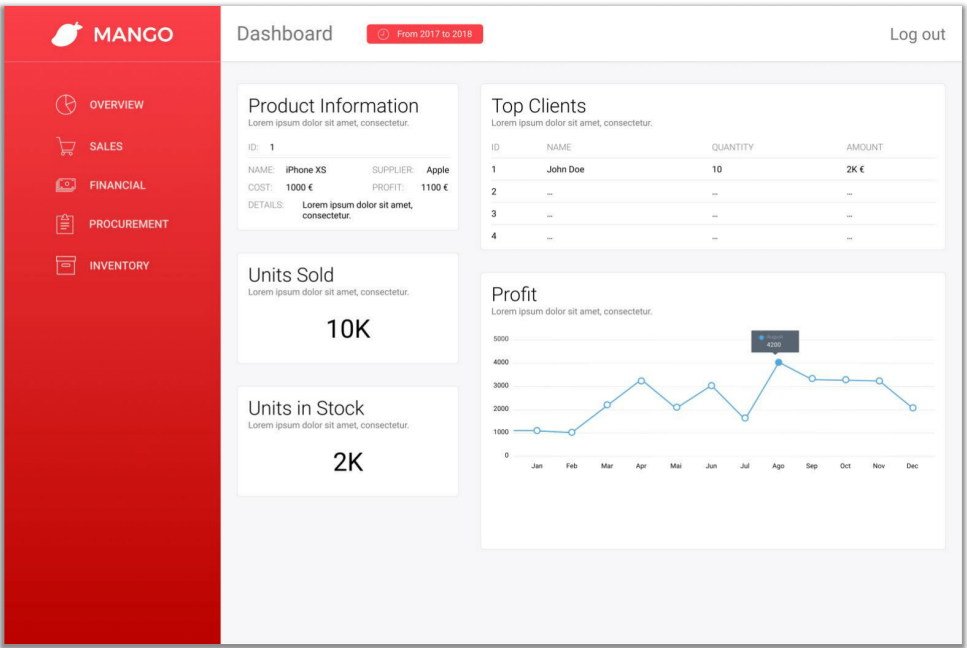 MANGO
Dashboard
From 2017 to 2018
Log out
OVERVIEW
SALES
FINANCIAL
PROCUREMENT
INVENTORY
Product Information
Lorem ipsum dolor sit amet, consectetur.
ID: 1
NAME: iPhone XS SUPPLIER: Apple
COST: 1000 € PROFIT: 1100 €
DETAILS: Lorem ipsum dolor sit amet,
consectetur.
Units Sold
Lorem ipsum dolor sit amet, consectetur.
10K
Units in Stock
Lorem ipsum dolor sit amet, consectetur.
2K
Top Clients
Lorem ipsum dolor sit amet, consectetur.
ID NAME QUANTITY AMOUNT
1 John Doe 10 2K €
2 ... ... ...
3 ... ... ...
4 ... ... ...
Profit
Lorem ipsum dolor sit amet, consectetur.
August
4200
5000
4000
3000
2000
1000
0
Jan Feb Mar Apr Mai Jun Jul Ago Sep Oct Nov Dec